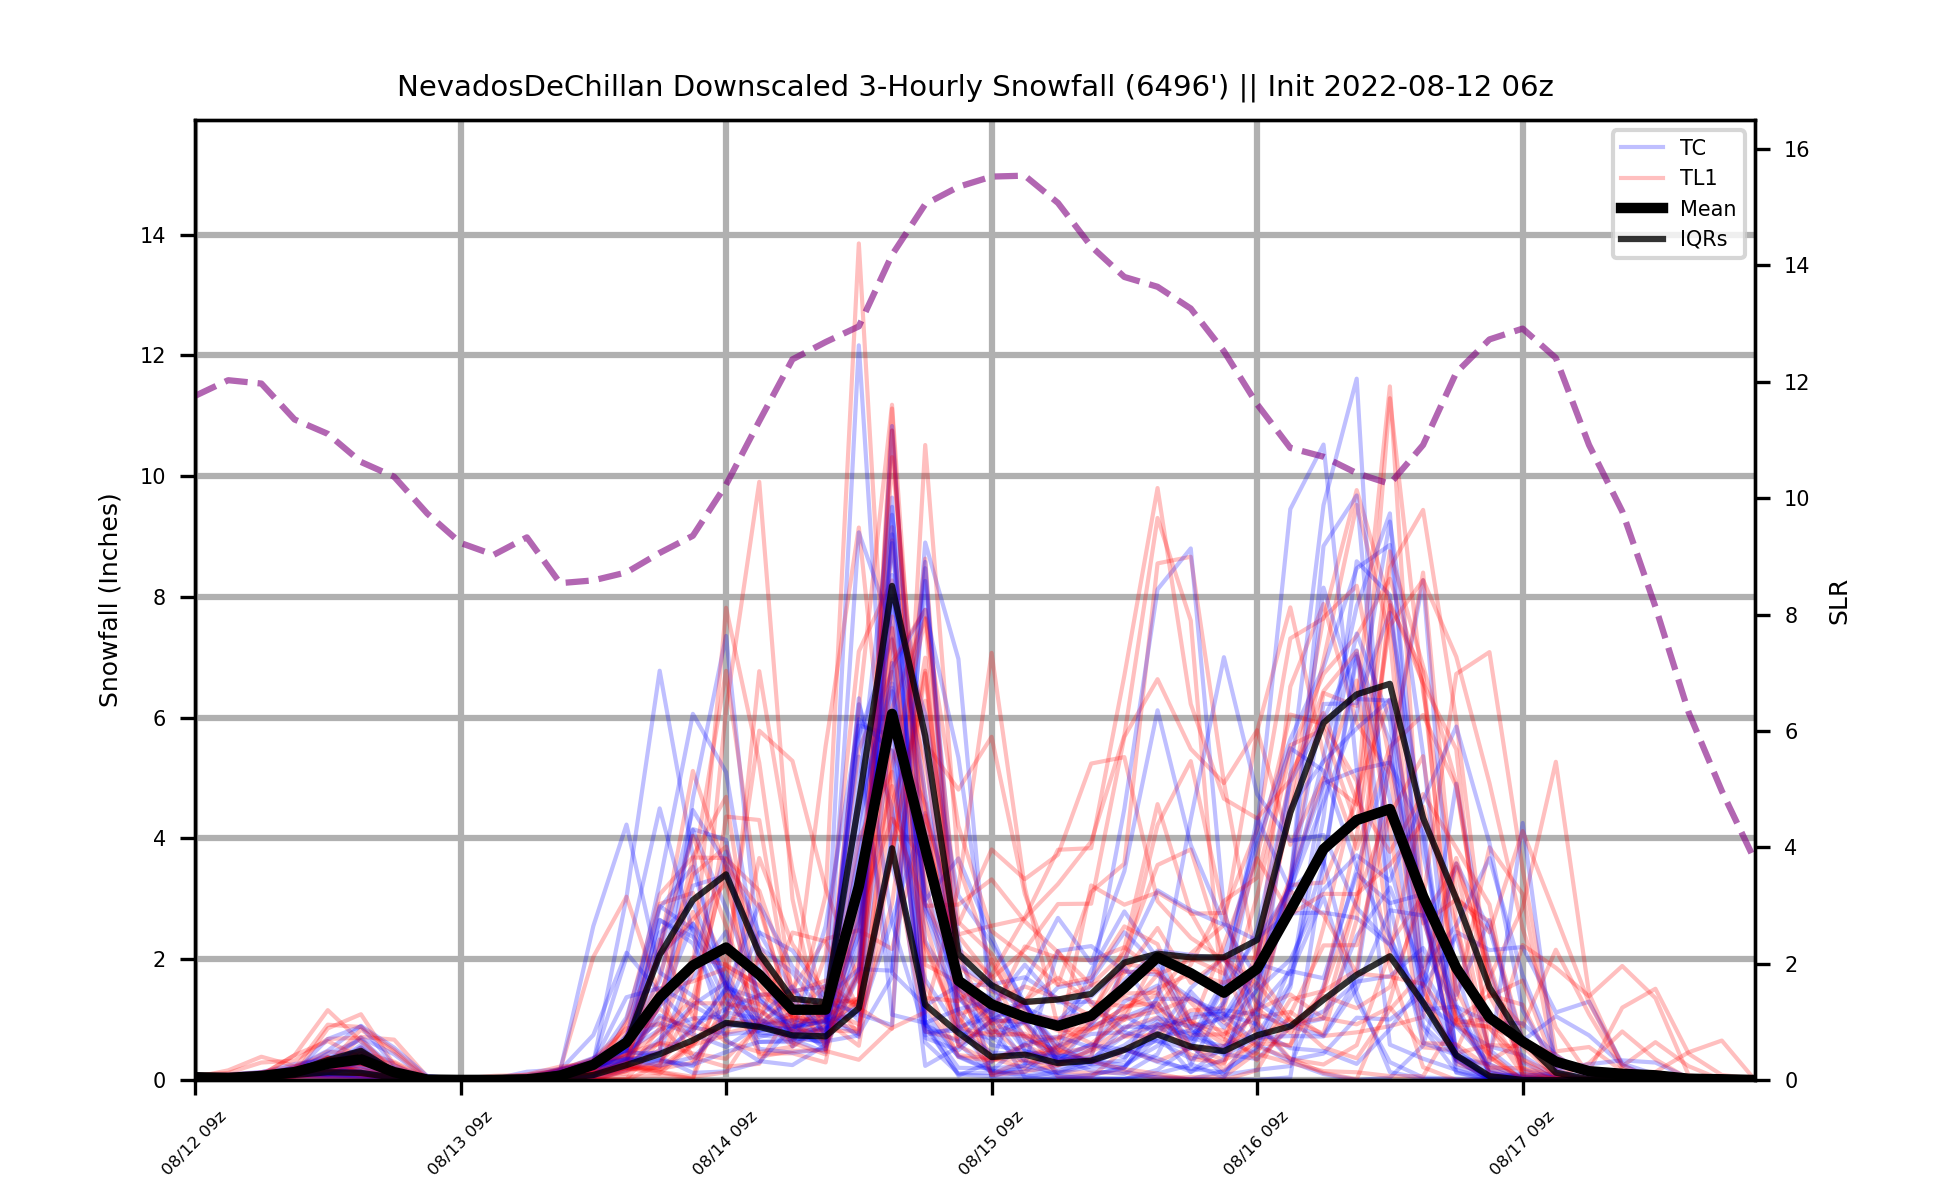 NevadosDeChillan Downscaled 3-Hourly Snowfall (6496') || Init 2022-08-12 06z
TC
TL1
Mean
IQRs
Snowfall (Inches)
14
12
10
8
6
4
2
0
16
14
12
10
8
6
4
2
0
SLR
08/12 09z
08/13 09z
08/14 09z
08/15 09z
08/16 09z
08/17 09z